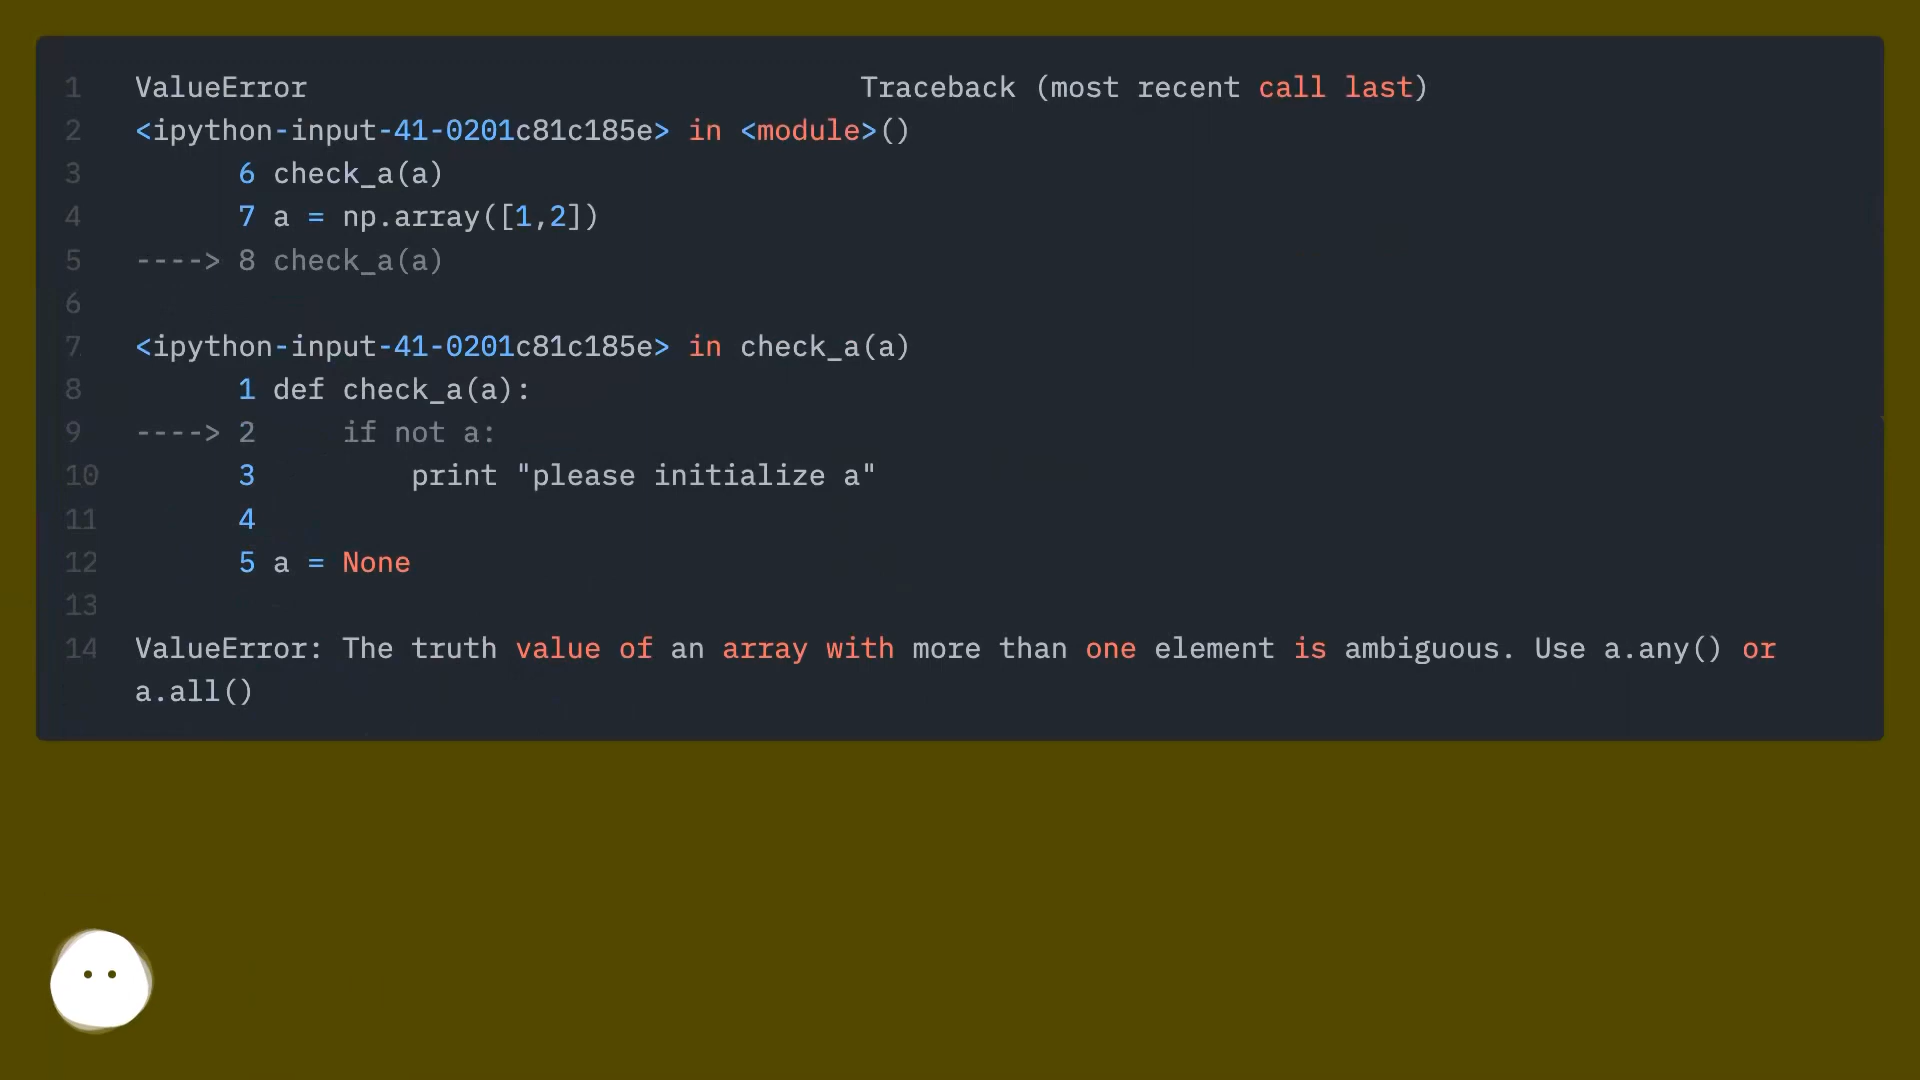 1 ValueError Traceback (most recent call last)
2 <ipython-input-41-0201c81c185e> in <module>()
3 6 check_a(a)
4 7 a = np.array([1,2])
5 ----> 8 check_a(a)
6
7 <ipython-input-41-0201c81c185e> in check_a(a)
8 1 def check_a(a):
9 ----> 2 if not a:
10 3 print "please initialize a"
11 4
12 5 a = None
13
14 ValueError: The truth value of an array with more than one element is ambiguous. Use a.any() or
a.all()